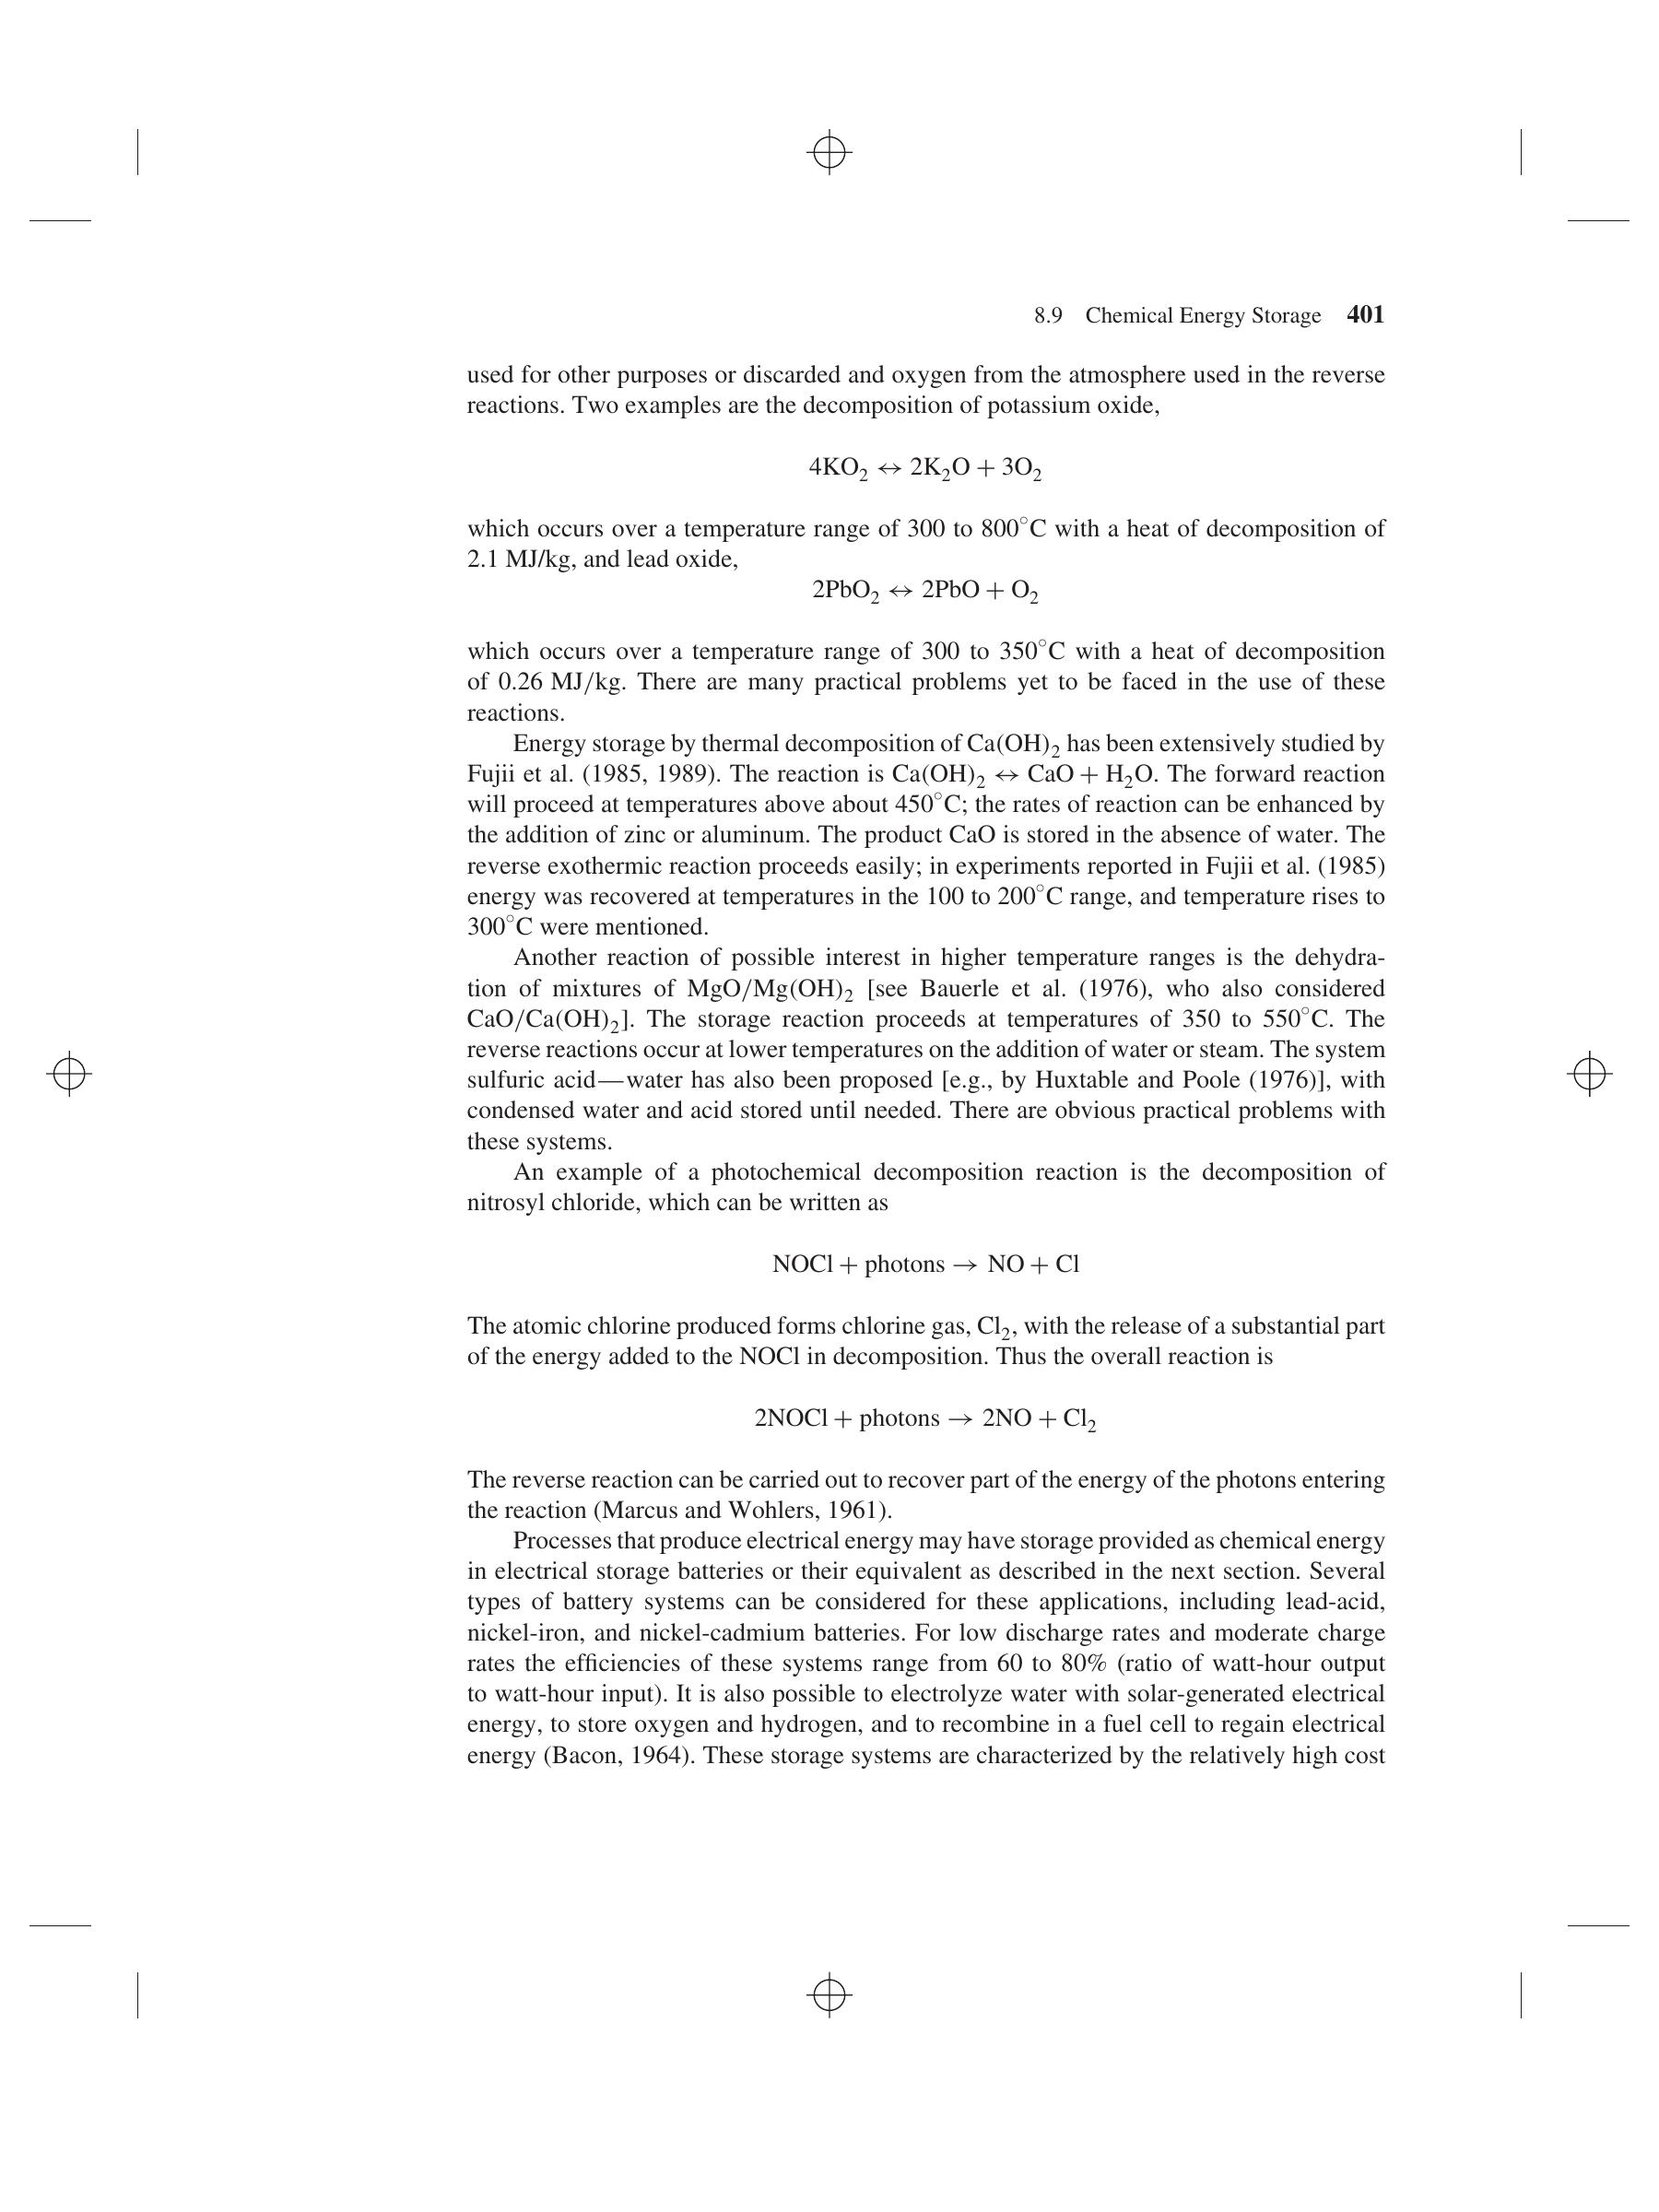 8.9 Chemical Energy Storage 401
used for other purposes or discarded and oxygen from the atmosphere used in the reverse
reactions. Two examples are the decomposition of potassium oxide,
4KO₂ ↔ 2K₂O + 3O₂
which occurs over a temperature range of 300 to 800°C with a heat of decomposition of
2.1 MJ/kg, and lead oxide,
2PbO₂ ↔ 2PbO + O₂
which occurs over a temperature range of 300 to 350°C with a heat of decomposition
of 0.26 MJ/kg. There are many practical problems yet to be faced in the use of these
reactions.
Energy storage by thermal decomposition of Ca(OH)₂ has been extensively studied by
Fujii et al. (1985, 1989). The reaction is Ca(OH)₂ ↔ CaO + H₂O. The forward reaction
will proceed at temperatures above about 450°C; the rates of reaction can be enhanced by
the addition of zinc or aluminum. The product CaO is stored in the absence of water. The
reverse exothermic reaction proceeds easily; in experiments reported in Fujii et al. (1985)
energy was recovered at temperatures in the 100 to 200°C range, and temperature rises to
300°C were mentioned.
Another reaction of possible interest in higher temperature ranges is the dehydra-
tion of mixtures of MgO/Mg(OH)₂ [see Bauerle et al. (1976), who also considered
CaO/Ca(OH)₂]. The storage reaction proceeds at temperatures of 350 to 550°C. The
reverse reactions occur at lower temperatures on the addition of water or steam. The system
sulfuric acid—water has also been proposed [e.g., by Huxtable and Poole (1976)], with
condensed water and acid stored until needed. There are obvious practical problems with
these systems.
An example of a photochemical decomposition reaction is the decomposition of
nitrosyl chloride, which can be written as
NOCl + photons → NO + Cl
The atomic chlorine produced forms chlorine gas, Cl₂, with the release of a substantial part
of the energy added to the NOCl in decomposition. Thus the overall reaction is
2NOCl + photons → 2NO + Cl₂
The reverse reaction can be carried out to recover part of the energy of the photons entering
the reaction (Marcus and Wohlers, 1961).
Processes that produce electrical energy may have storage provided as chemical energy
in electrical storage batteries or their equivalent as described in the next section. Several
types of battery systems can be considered for these applications, including lead-acid,
nickel-iron, and nickel-cadmium batteries. For low discharge rates and moderate charge
rates the efficiencies of these systems range from 60 to 80% (ratio of watt-hour output
to watt-hour input). It is also possible to electrolyze water with solar-generated electrical
energy, to store oxygen and hydrogen, and to recombine in a fuel cell to regain electrical
energy (Bacon, 1964). These storage systems are characterized by the relatively high cost